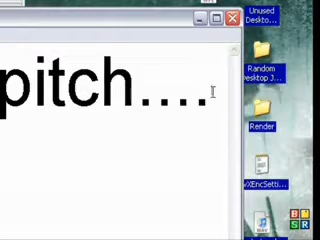 Unused
Deskto...
pitch....
Random
Desktop J...
Render
VXEncSetti...
B
S R